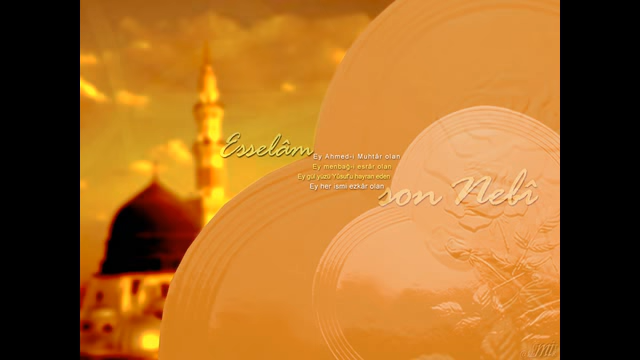 Esselâm
Ey Ahmed-i Muhtâr olan
Ey menbağ-ı esrâr olan
Ey gül yüzü Yûsuf'u hayran eden
Ey her ismi ezkâr olan
son Nebî